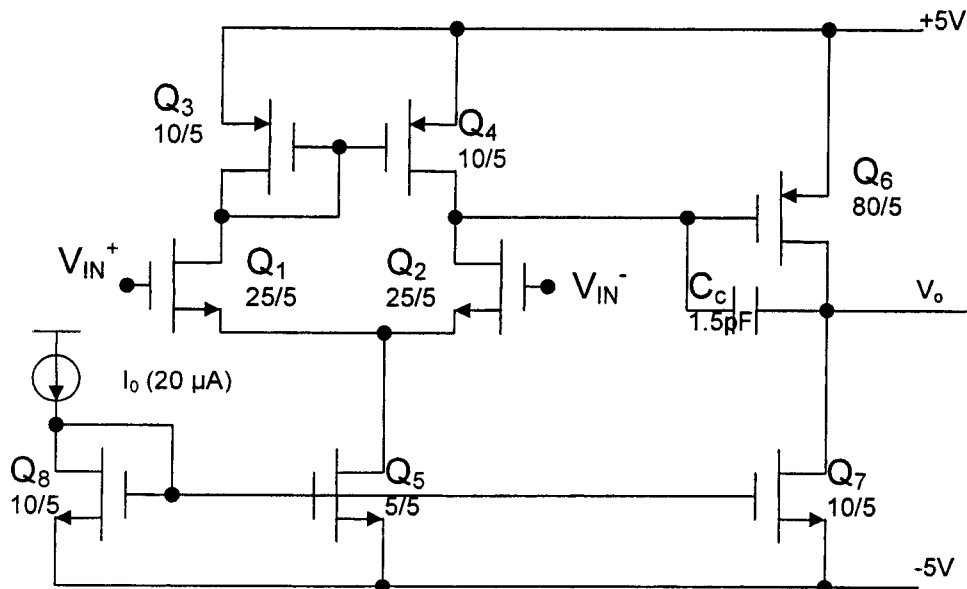 +5V
Q3
10/5
Q4
10/5
Q6
80/5
VIN+
Q1
25/5
Q2
25/5
VIN-
Cc
1.5pF
Vo
I0 (20 µA)
Q8
10/5
Q5
5/5
Q7
10/5
-5V